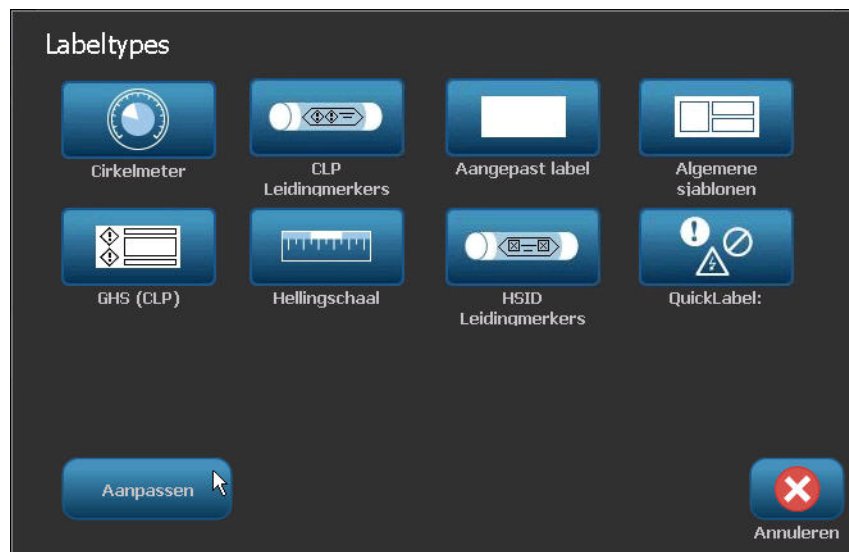 Labeltypes
Cirkelmeter
CLP
Leidingmerkers
Aangepast label
Algemene
sjablonen
GHS (CLP)
Hellingschaal
HSID
Leidingmerkers
QuickLabel:
Aanpassen
Annuleren